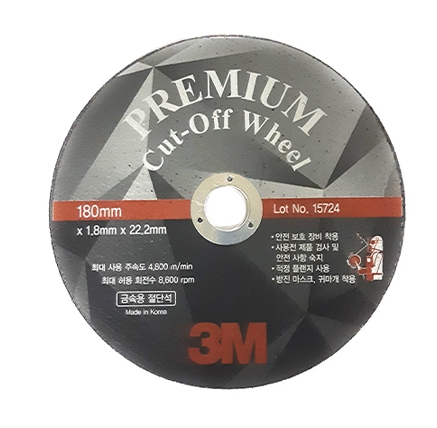 PREMIUM
Cut-Off Wheel
180mm
x 1.8mm x 22.2mm
Lot No. 15724
최대 사용 주속도 4,800 m/min
최대 허용 회전수 8,600 rpm
금속용 절단석
Made in Korea
• 안전 보호 장비 착용
• 사용전 제품 검사 및
안전 사항 숙지
• 적정 플랜지 사용
• 방진 마스크, 귀마개 착용
3M